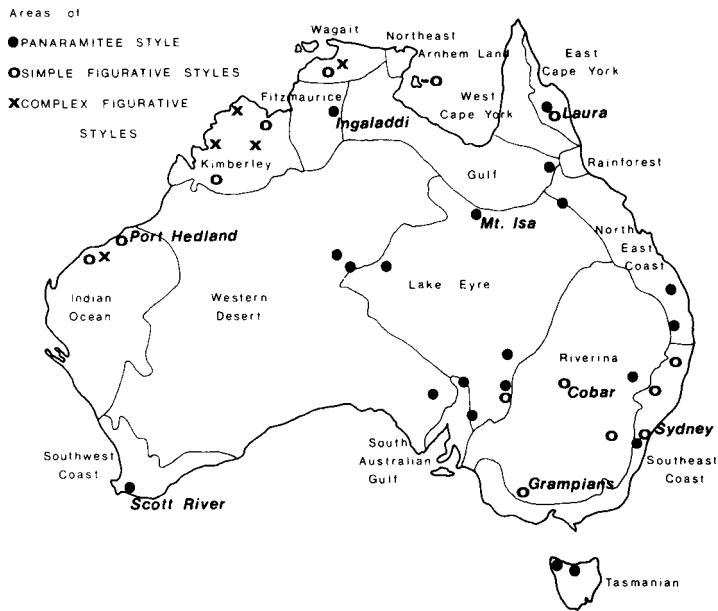 Areas of
PANARAMITEE STYLE
SIMPLE FIGURATIVE STYLES
COMPLEX FIGURATIVE
STYLES
Wagait
Northeast
Arnhem Land
East
Cape York
West
Cape York
Laura
Fitzmaurice
Ingaladdi
Kimberley
Rainforest
Gulf
Mt. Isa
Port Hedland
North
East
Coast
Indian
Ocean
Western
Desert
Lake Eyre
Riverina
Cobar
Sydney
Southwest
Coast
South
Australian
Gulf
Southeast
Coast
Grampians
Scott River
Tasmanian